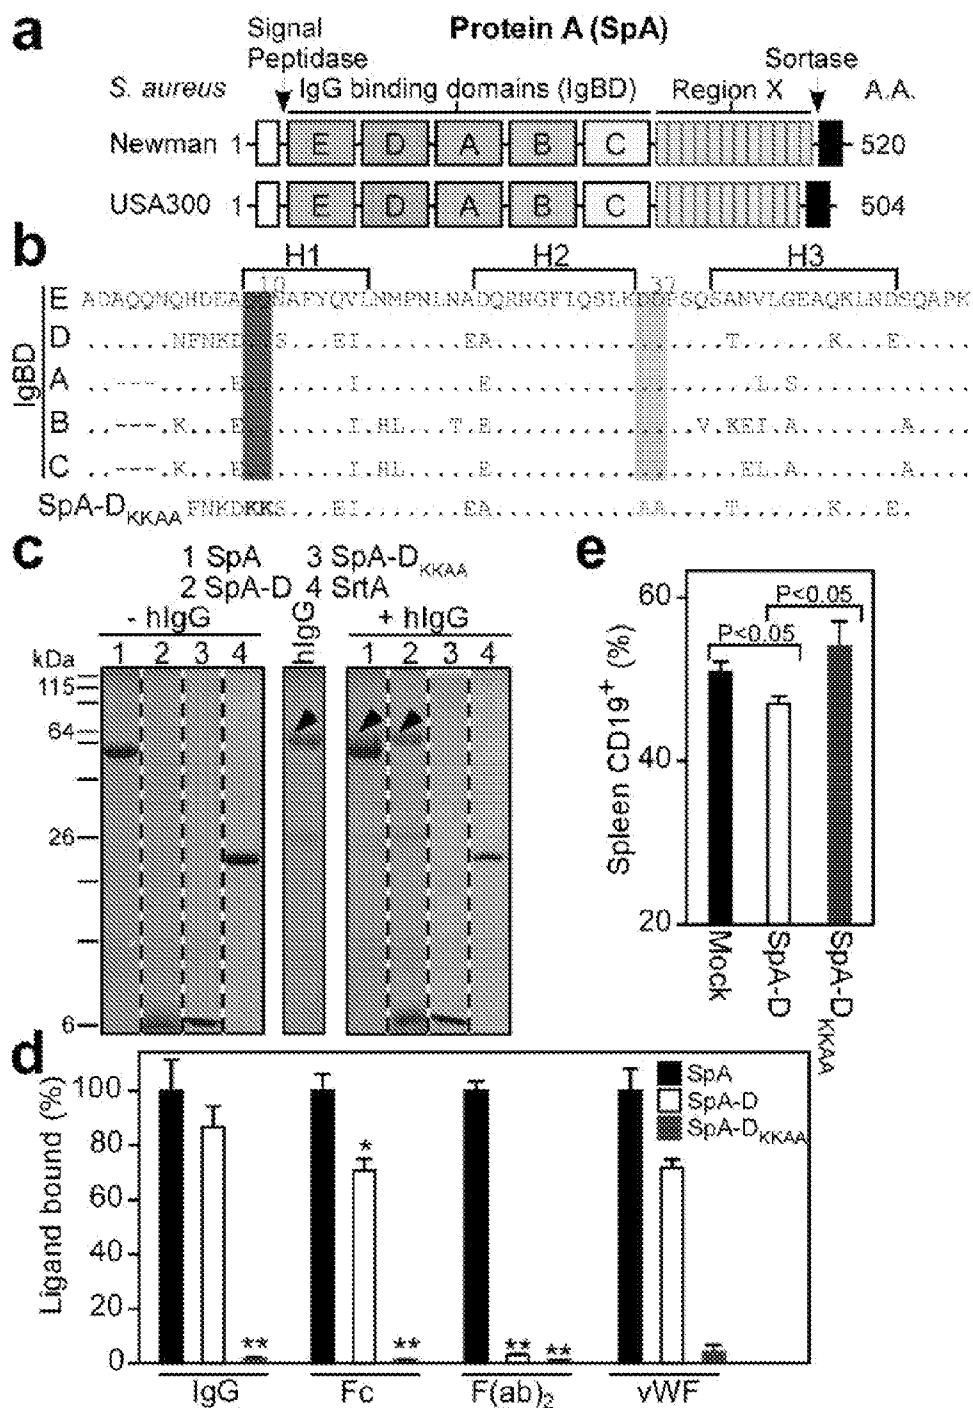 a
Signal Peptidase
Protein A (SpA)
Sortase
S. aureus
IgG binding domains (IgBD)
Region X
A.A.
Newman 1 E D A B C 520
USA300 1 E D A B C 504
b
H1 H2 H3
10 37
IgBD
E
D
A
B
C
SpA-DKKAA FNKDKKS...EI
c
1 SpA 3 SpA-DKKAA
2 SpA-D 4 SrtA
- hIgG
hIgG
+ hIgG
kDa 1 2 3 4 1 2 3 4
115
64
26
6
e
Spleen CD19+ (%)
60
40
20
P<0.05
P<0.05
Mock
SpA-D
SpA-DKKAA
d
Ligand bound (%)
100
80
60
40
20
0
SpA
SpA-D
SpA-DKKAA
*
** ** ** **
IgG Fc F(ab)2 vWF